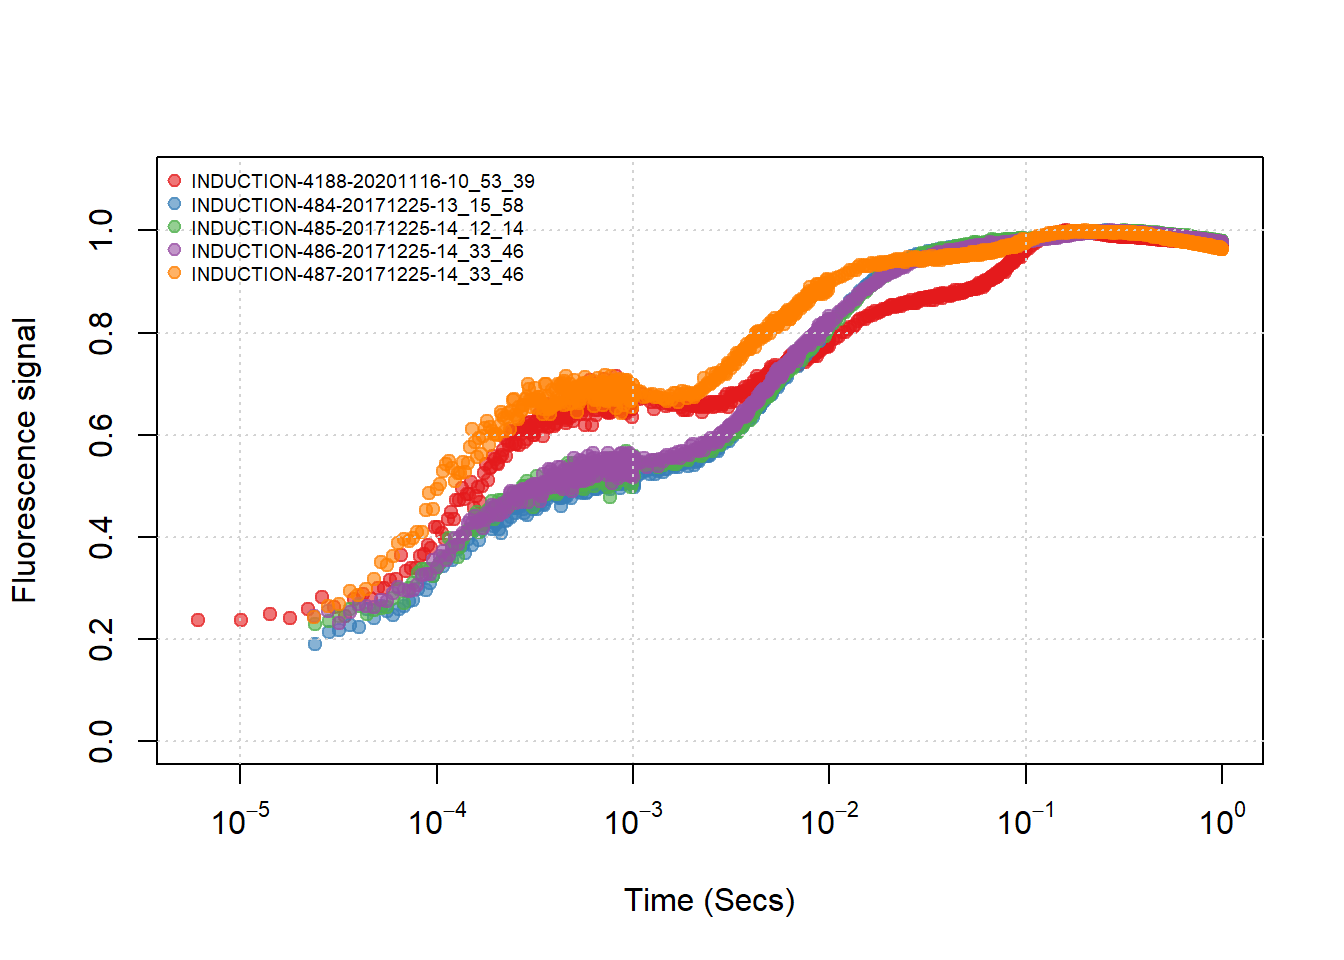 INDUCTION-4188-20201116-10_53_39
INDUCTION-484-20171225-13_15_58
INDUCTION-485-20171225-14_12_14
INDUCTION-486-20171225-14_33_46
INDUCTION-487-20171225-14_33_46
Fluorescence signal
1.0
0.8
0.6
0.4
0.2
0.0
10⁻⁵ 10⁻⁴ 10⁻³ 10⁻² 10⁻¹ 10⁰
Time (Secs)